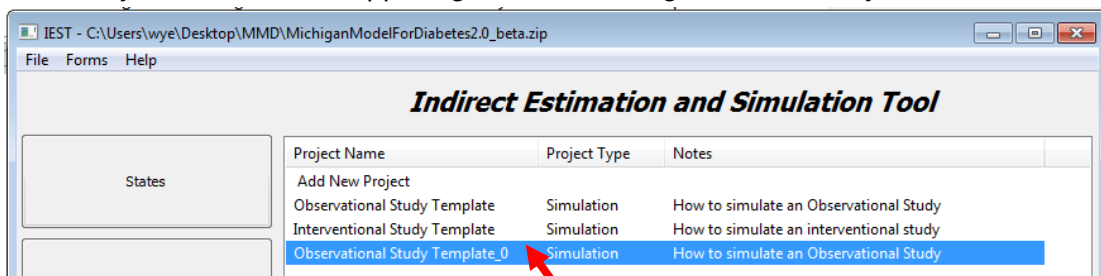 IEST - C:\Users\wye\Desktop\MMD\MichiganModelForDiabetes2.0_beta.zip
File Forms Help
Indirect Estimation and Simulation Tool
States
Project Name Project Type Notes
Add New Project
Observational Study Template Simulation How to simulate an Observational Study
Interventional Study Template Simulation How to simulate an interventional study
Observational Study Template_0 Simulation How to simulate an Observational Study